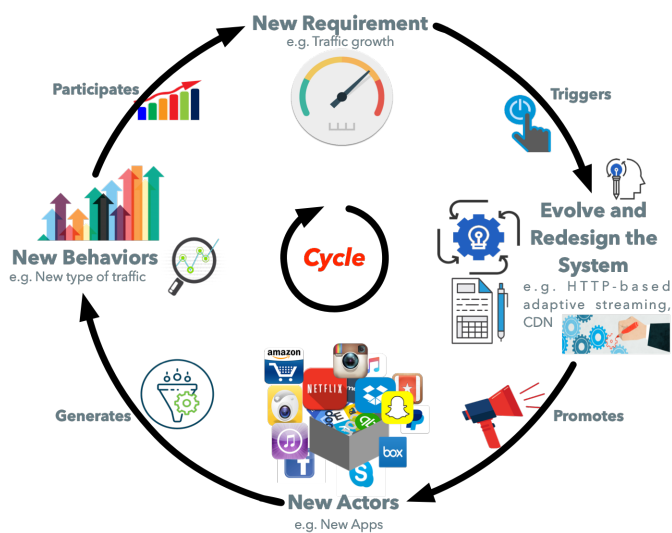 New Requirement
e.g. Traffic growth
Participates
Triggers
Evolve and
Redesign the
System
e.g. HTTP-based
adaptive streaming,
CDN
New Behaviors
e.g. New type of traffic
Cycle
amazon
NETFLIX
box
Generates
Promotes
New Actors
e.g. New Apps